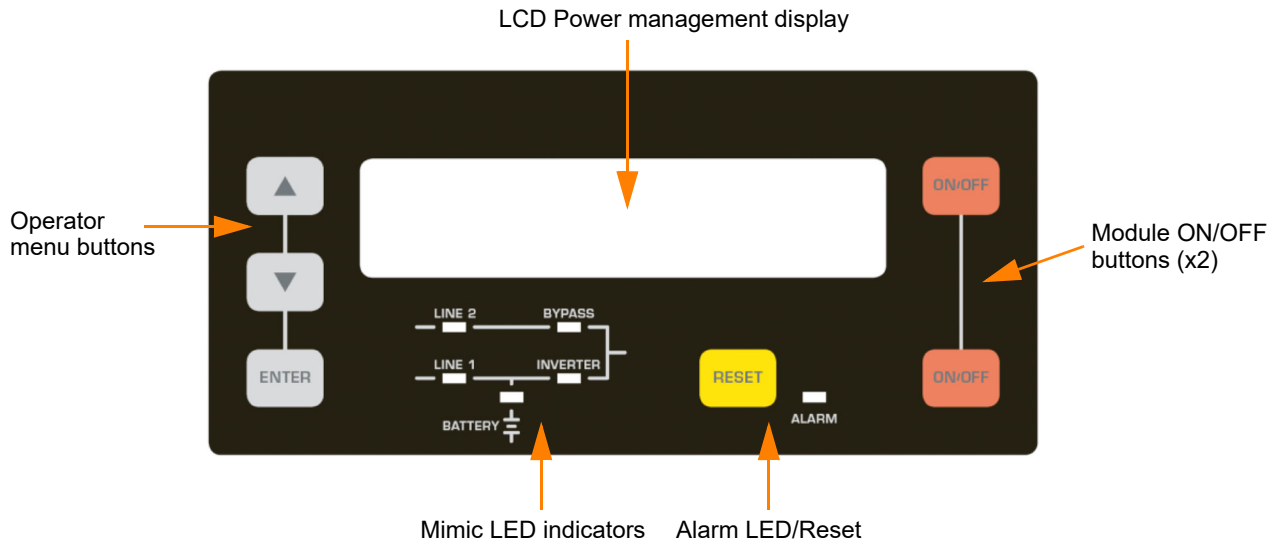 LCD Power management display
ON/OFF
Operator
menu buttons
Module ON/OFF
buttons (x2)
LINE 2 BYPASS
LINE 1 INVERTER
ENTER
RESET
ON/OFF
BATTERY
ALARM
Mimic LED indicators
Alarm LED/Reset